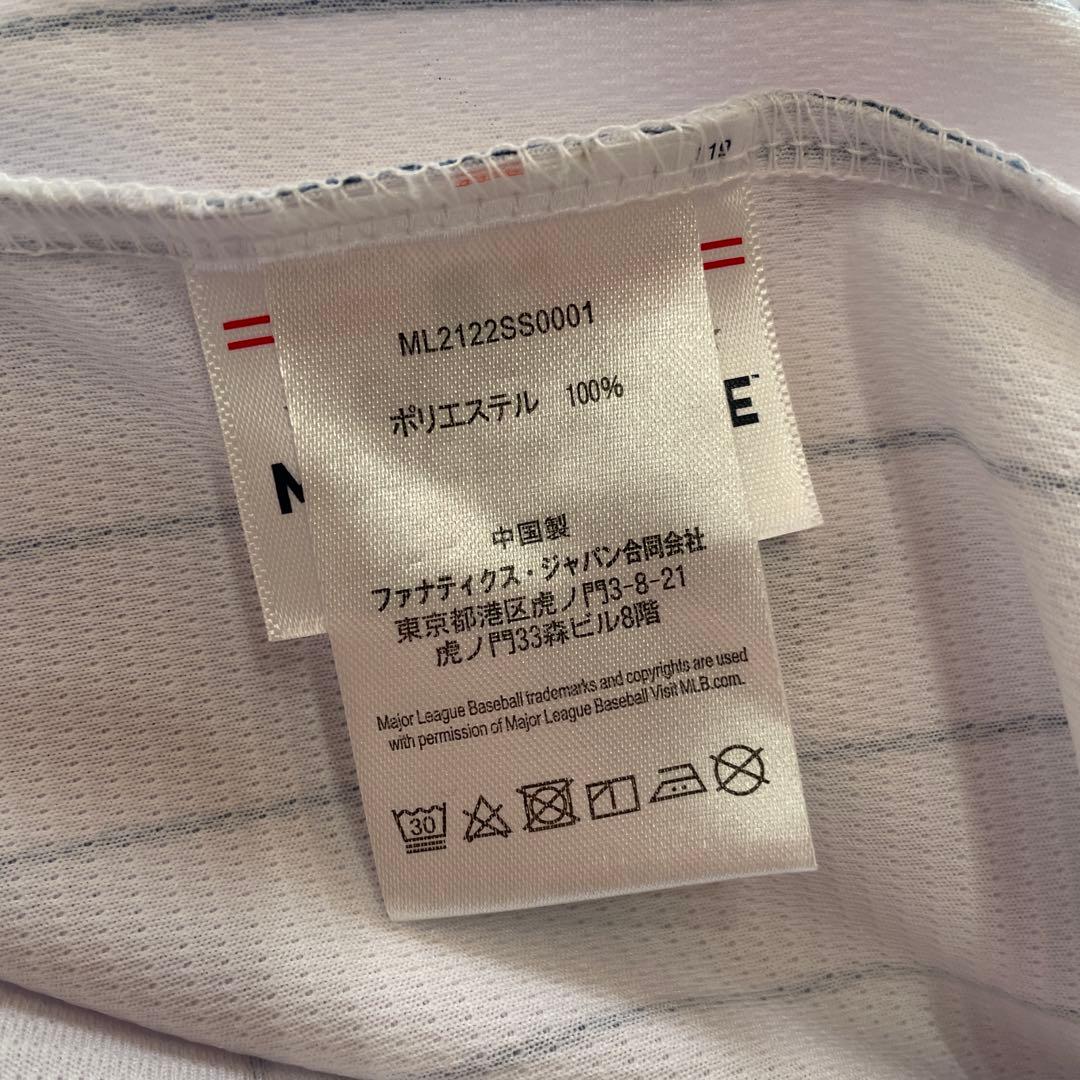 ML2122SS0001
ポリエステル 100%
中国製
ファナティクス・ジャパン合同会社
東京都港区虎ノ門3-8-21
虎ノ門33森ビル8階
Major League Baseball trademarks and copyrights are used
with permission of Major League Baseball Visit MLB.com.
30